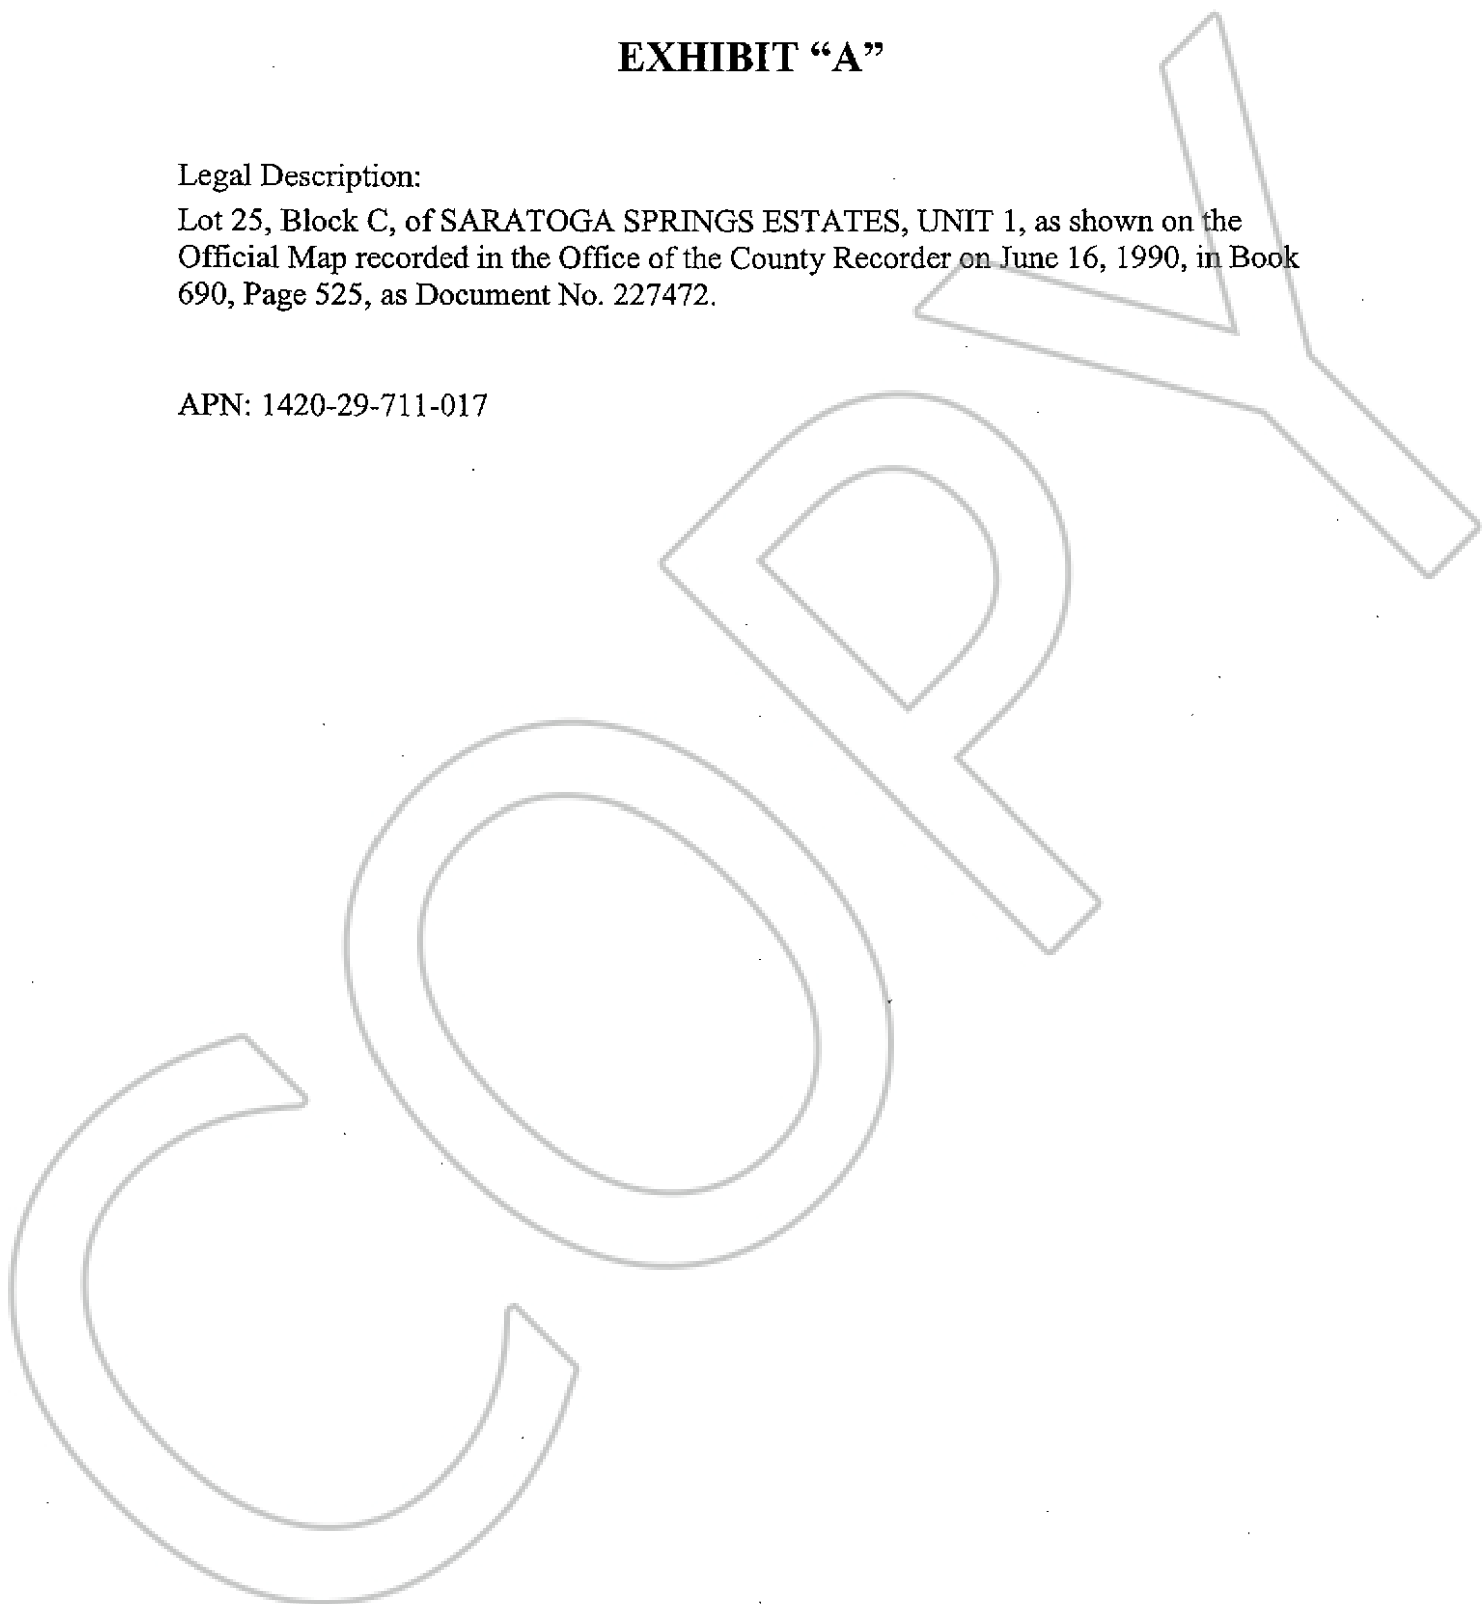 EXHIBIT “A”
Legal Description:
Lot 25, Block C, of SARATOGA SPRINGS ESTATES, UNIT 1, as shown on the
Official Map recorded in the Office of the County Recorder on June 16, 1990, in Book
690, Page 525, as Document No. 227472.
APN: 1420-29-711-017
COPY